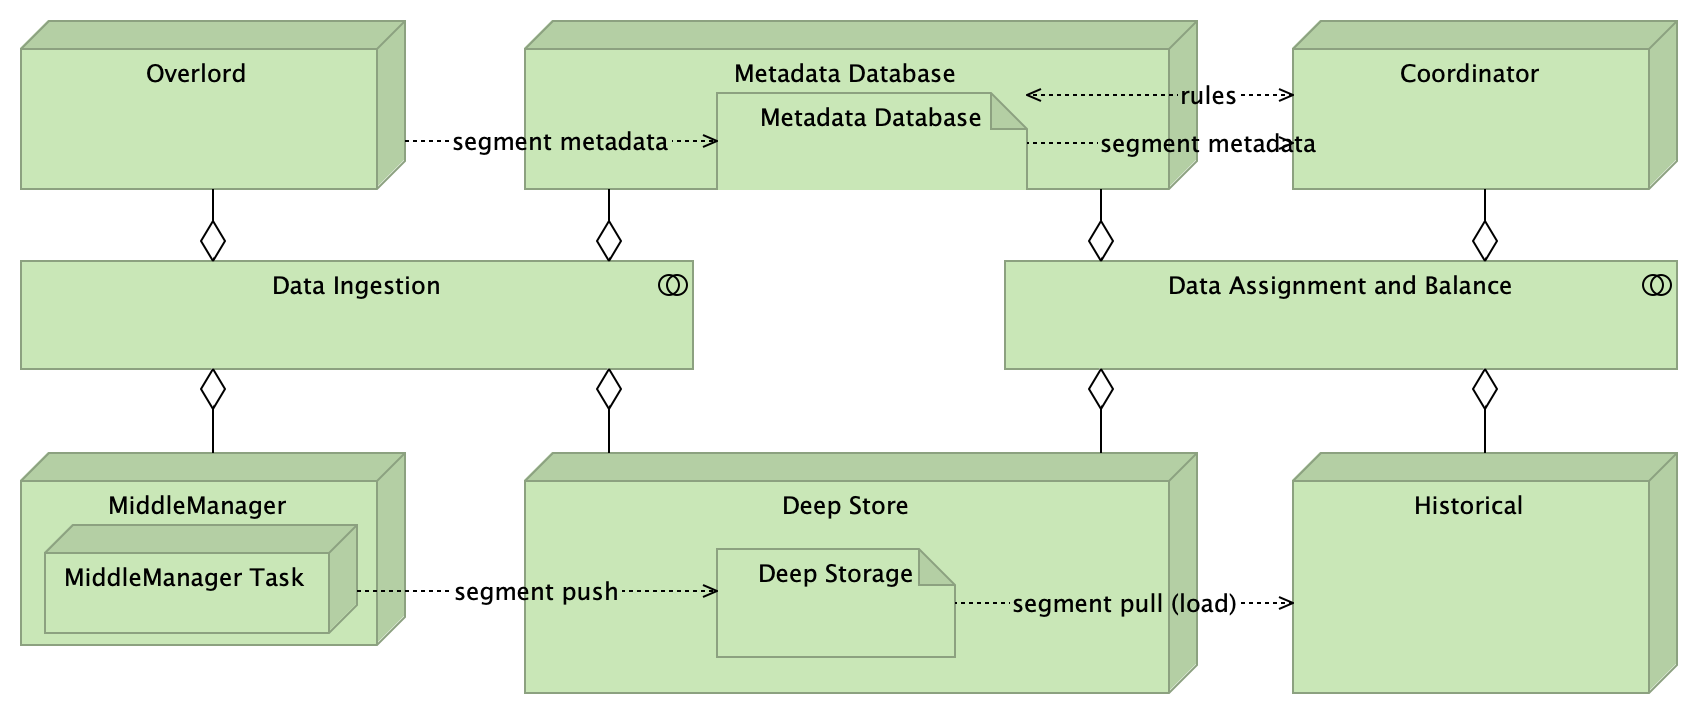 Overlord
Metadata Database
Coordinator
rules
Metadata Database
segment metadata
segment metadata
Data Ingestion
Data Assignment and Balance
MiddleManager
Deep Store
Historical
MiddleManager Task
Deep Storage
segment push
segment pull (load)